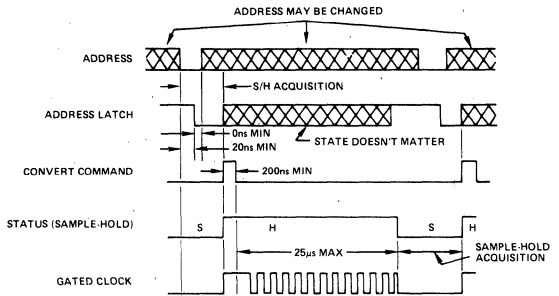 ADDRESS MAY BE CHANGED
ADDRESS
S/H ACQUISITION
ADDRESS LATCH
0ns MIN
STATE DOESN'T MATTER
20ns MIN
CONVERT COMMAND
200ns MIN
STATUS (SAMPLE-HOLD)
S
H
S
H
SAMPLE-HOLD
ACQUISITION
25μs MAX
GATED CLOCK